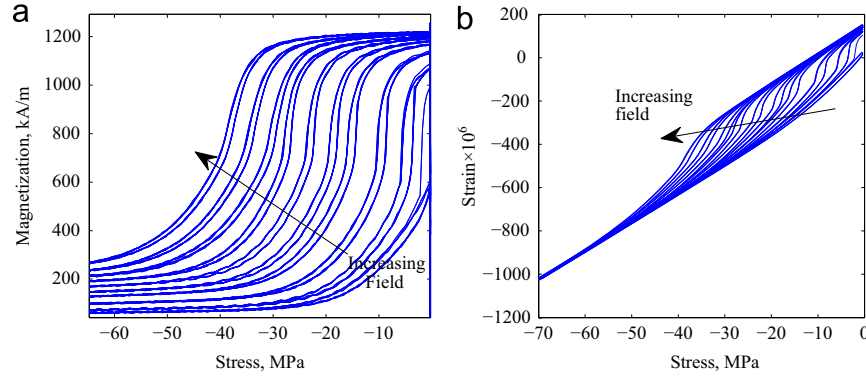 a
1200
1000
800
600
400
200
Magnetization, kA/m
Increasing
Field
−60
−50
−40
−30
−20
−10
Stress, MPa
b
200
0
−200
−400
−600
−800
−1000
−1200
Strain×10⁶
Increasing
field
−70
−60
−50
−40
−30
−20
−10
0
Stress, MPa